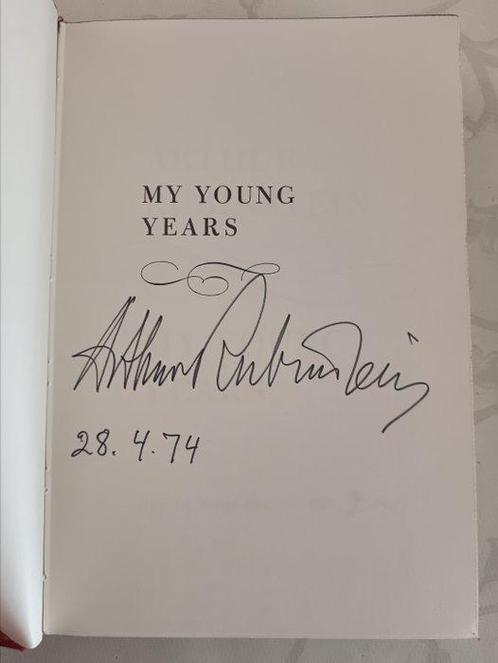 MY YOUNG
YEARS
Arthur Rubinstein
28. 4. 74